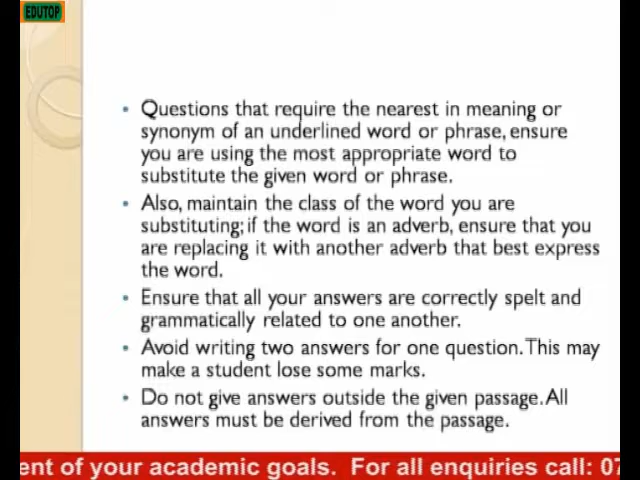 EDUTOP
Questions that require the nearest in meaning or
synonym of an underlined word or phrase, ensure
you are using the most appropriate word to
substitute the given word or phrase.
Also, maintain the class of the word you are
substituting; if the word is an adverb, ensure that you
are replacing it with another adverb that best express
the word.
Ensure that all your answers are correctly spelt and
grammatically related to one another.
Avoid writing two answers for one question. This may
make a student lose some marks.
Do not give answers outside the given passage. All
answers must be derived from the passage.
ent of your academic goals. For all enquiries call: 07